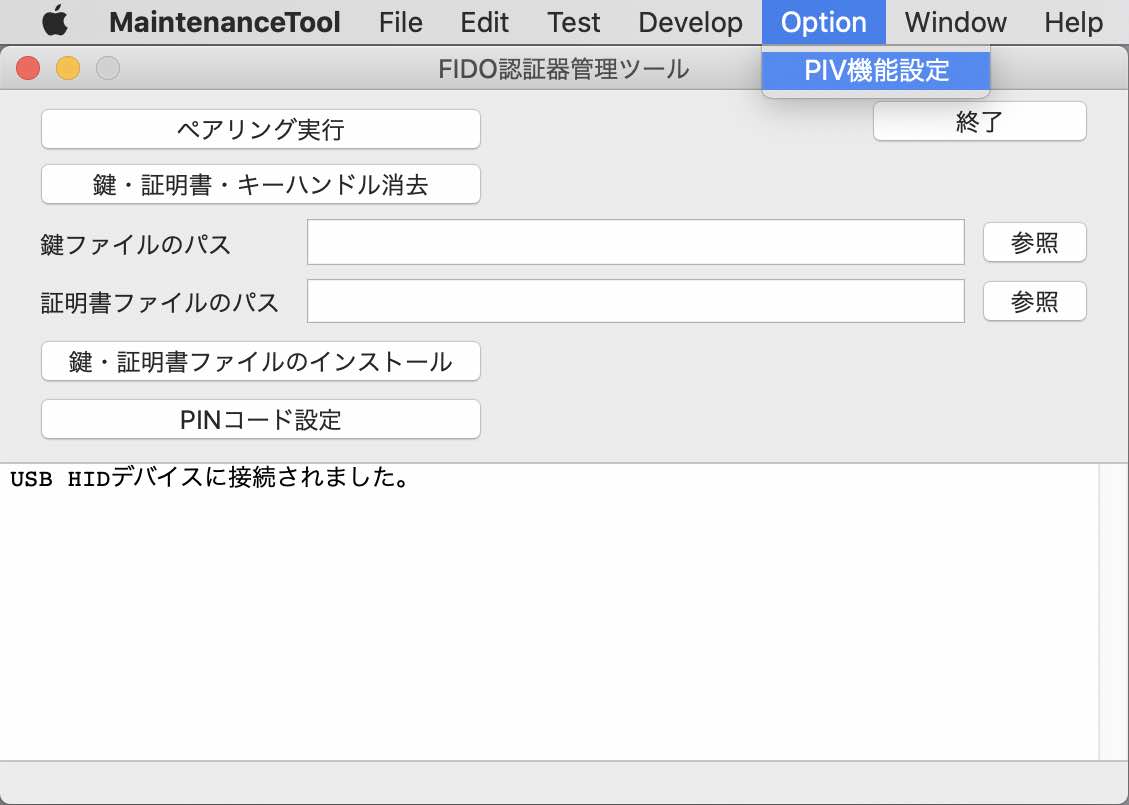 MaintenanceTool File Edit Test Develop Option Window Help
FIDO認証器管理ツール
PIV機能設定
ペアリング実行
終了
鍵・証明書・キーハンドル消去
鍵ファイルのパス 参照
証明書ファイルのパス 参照
鍵・証明書ファイルのインストール
PINコード設定
USB HIDデバイスに接続されました。